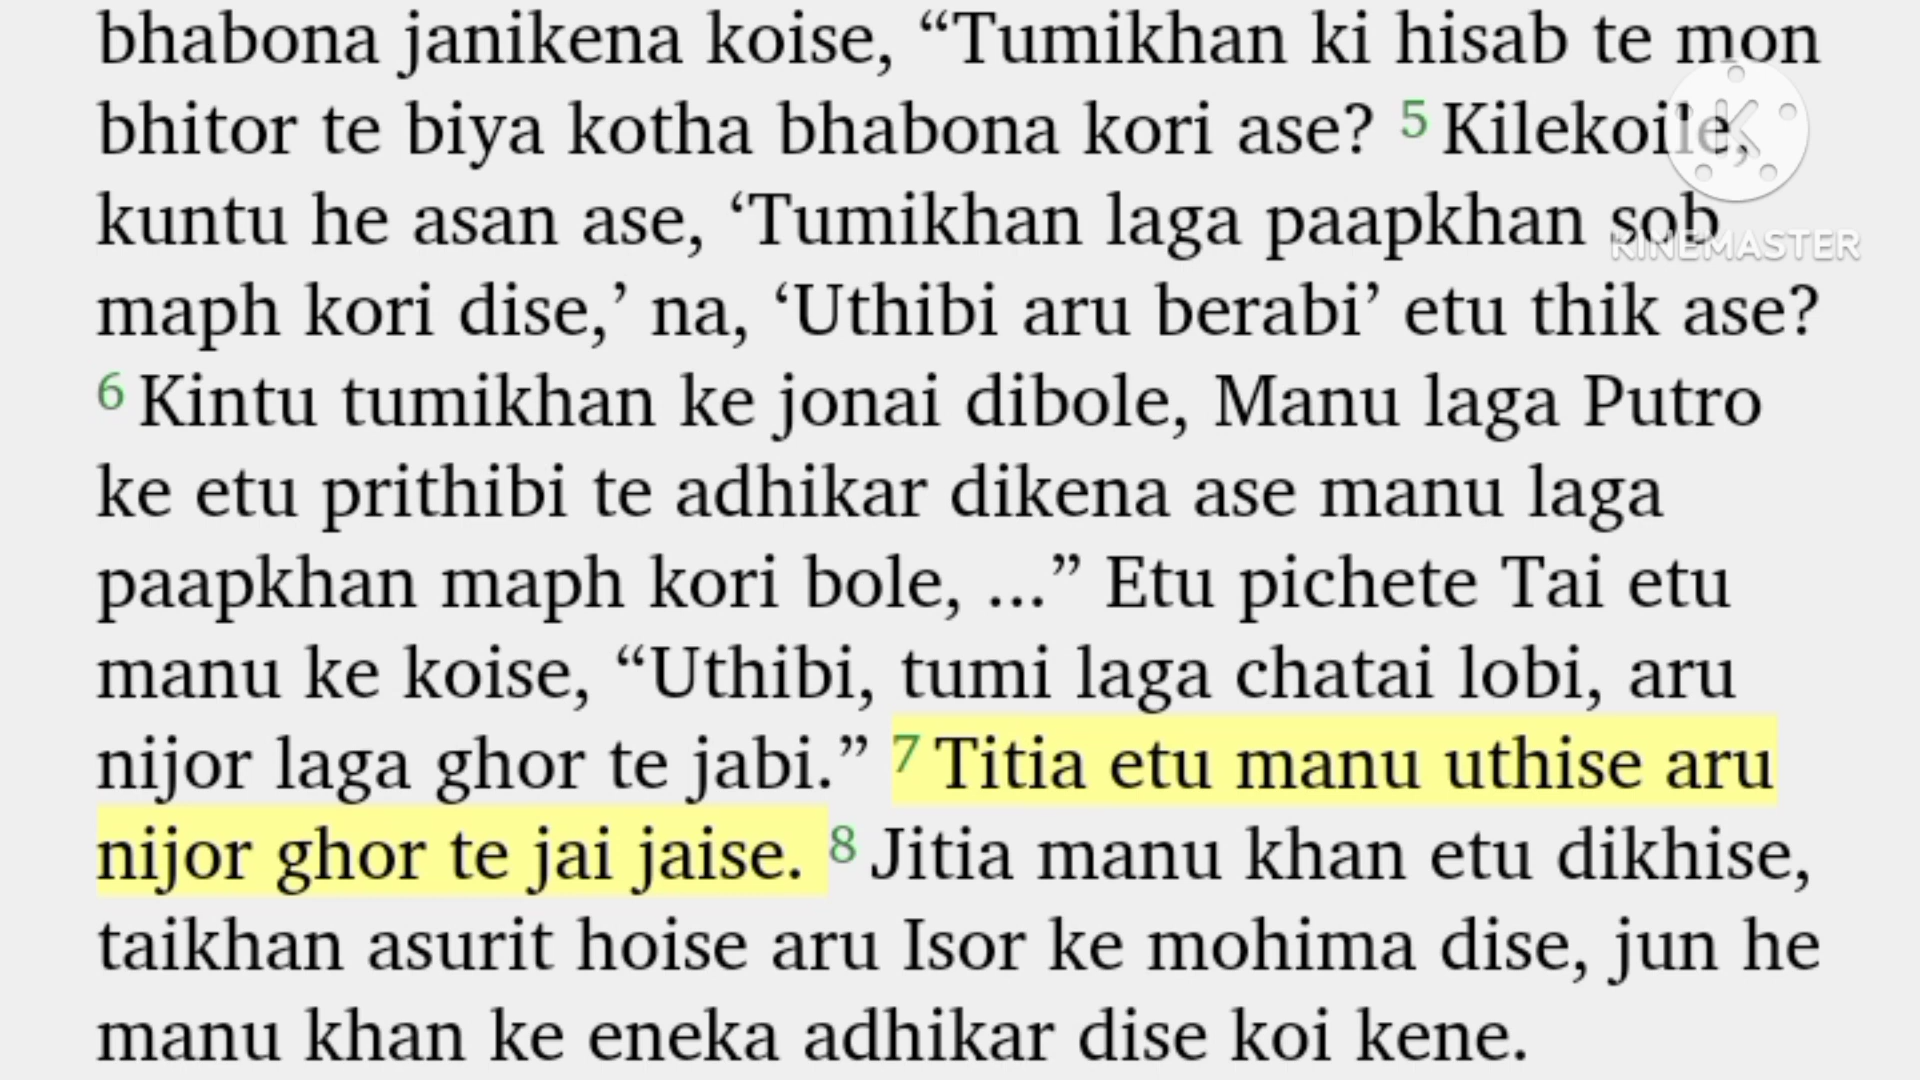 bhabona janikena koise, “Tumikhan ki hisab te mon
bhitor te biya kotha bhabona kori ase? 5 Kilekoile,
kuntu he asan ase, ‘Tumikhan laga paapkhan sob
KINEMASTER
maph kori dise,’ na, ‘Uthibi aru berabi’ etu thik ase?
6 Kintu tumikhan ke jonai dibole, Manu laga Putro
ke etu prithibi te adhikar dikena ase manu laga
paapkhan maph kori bole, ...” Etu pichete Tai etu
manu ke koise, “Uthibi, tumi laga chatai lobi, aru
nijor laga ghor te jabi.” 7 Titia etu manu uthise aru
nijor ghor te jai jaise. 8 Jitia manu khan etu dikhise,
taikhan asurit hoise aru Isor ke mohima dise, jun he
manu khan ke eneka adhikar dise koi kene.